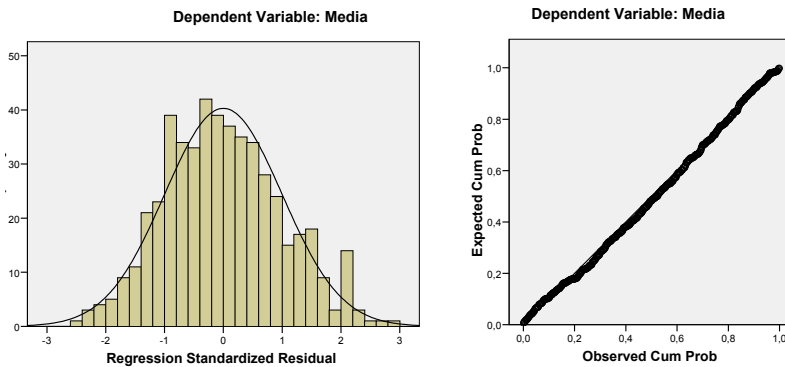 Dependent Variable: Media
50
40
30
20
10
0
-3 -2 -1 0 1 2 3
Regression Standardized Residual
Dependent Variable: Media
Expected Cum Prob
1,0
0,8
0,6
0,4
0,2
0,0
0,0 0,2 0,4 0,6 0,8 1,0
Observed Cum Prob